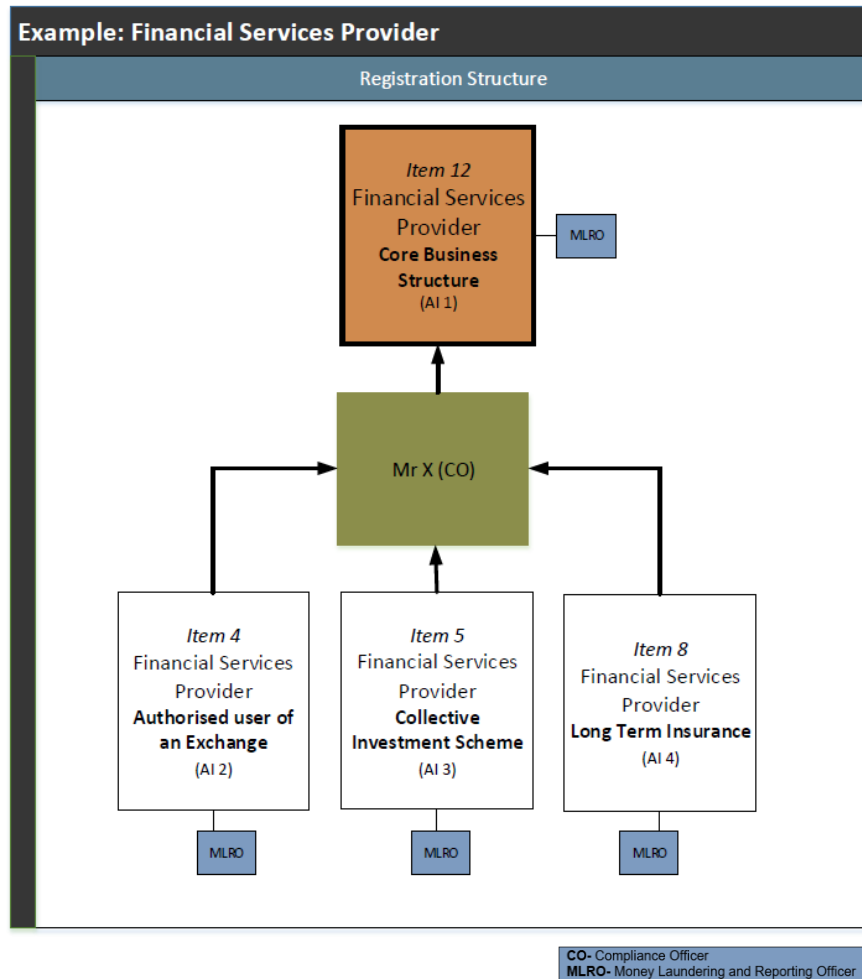 Example: Financial Services Provider
Registration Structure
Item 12
Financial Services
Provider
Core Business
Structure
(AI 1)
MLRO
Mr X (CO)
Item 4
Financial Services
Provider
Authorised user of
an Exchange
(AI 2)
Item 5
Financial Services
Provider
Collective
Investment Scheme
(AI 3)
Item 8
Financial Services
Provider
Long Term Insurance
(AI 4)
MLRO
MLRO
MLRO
CO- Compliance Officer
MLRO- Money Laundering and Reporting Officer